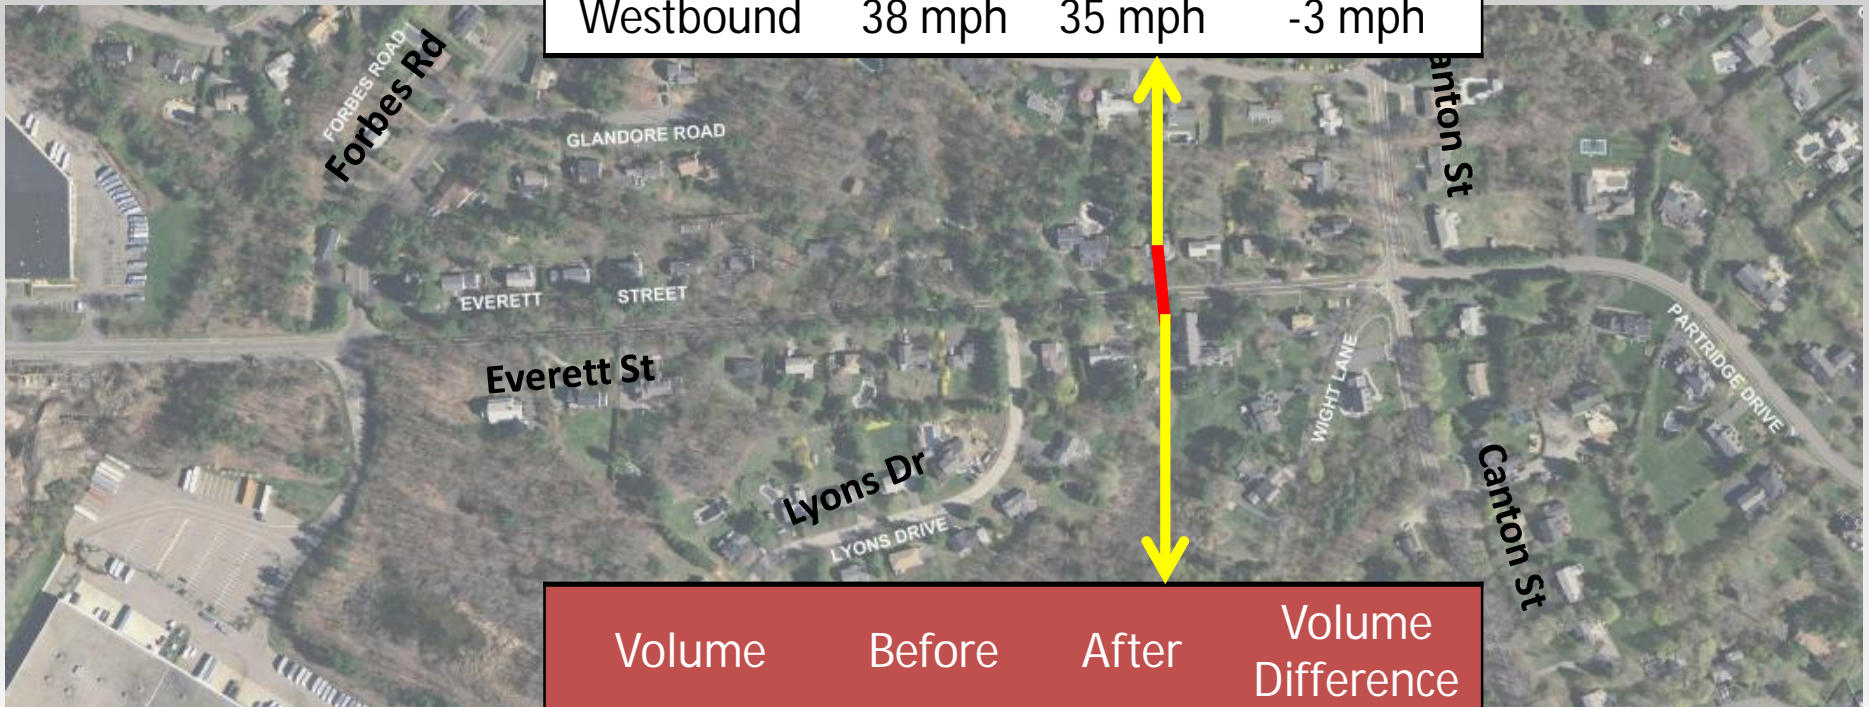 Westbound 38 mph 35 mph -3 mph
FORBES ROAD
Forbes Rd
GLANDORE ROAD
anton St
EVERETT STREET
Everett St
WIGHT LANE
PARTRIDGE DRIVE
Lyons Dr
LYONS DRIVE
Canton St
Volume Before After Volume
Difference